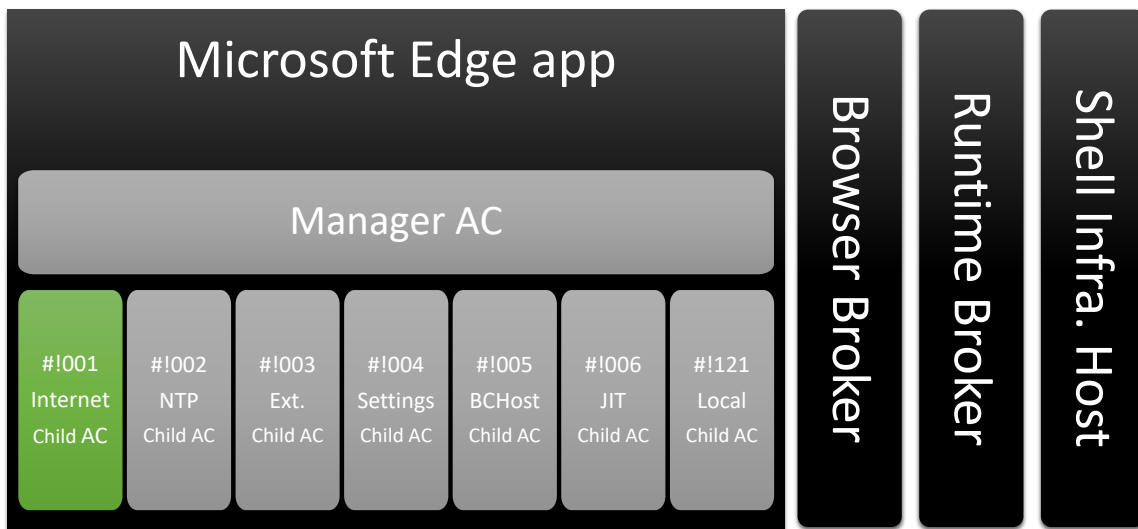 Microsoft Edge app
Manager AC
#!001
Internet
Child AC
#!002
NTP
Child AC
#!003
Ext.
Child AC
#!004
Settings
Child AC
#!005
BCHost
Child AC
#!006
JIT
Child AC
#!121
Local
Child AC
Browser Broker
Runtime Broker
Shell Infra. Host